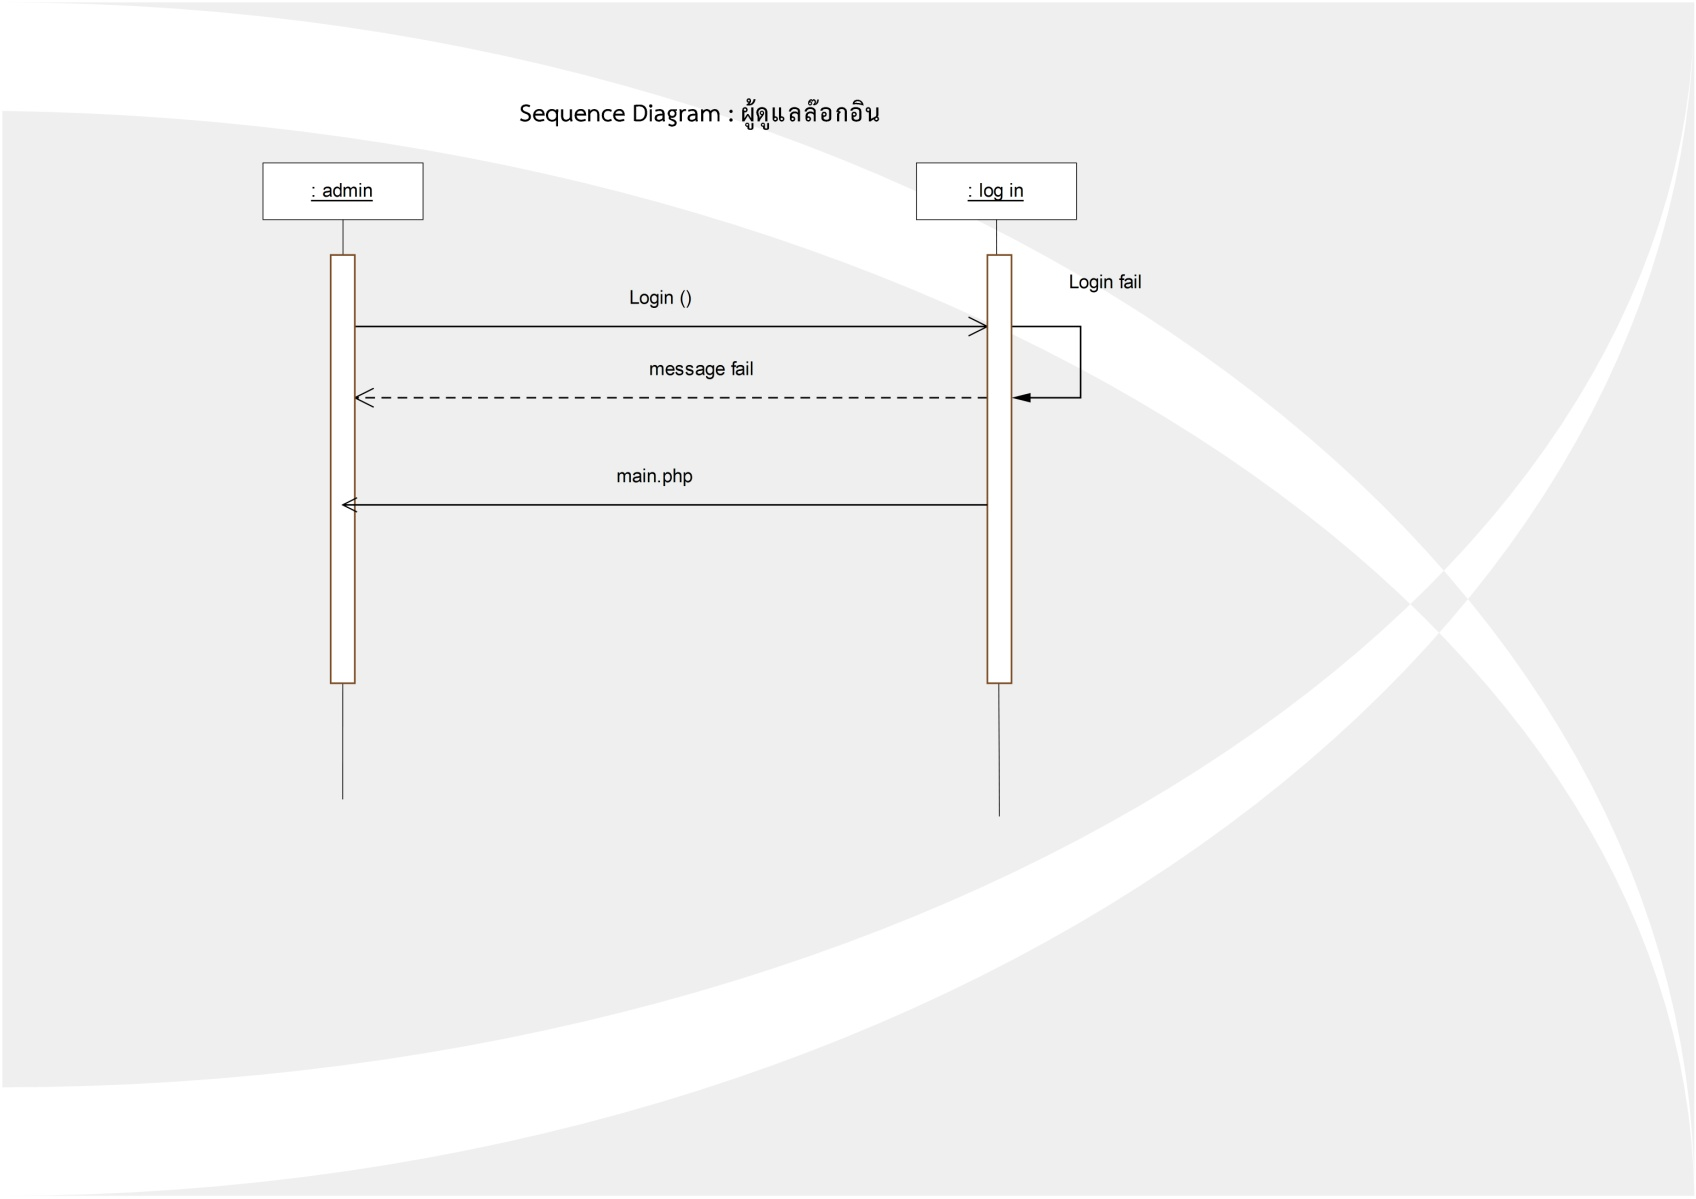 Sequence Diagram : ผู้ดูแลล๊อกอิน
: admin
: log in
Login fail
Login ()
message fail
main.php